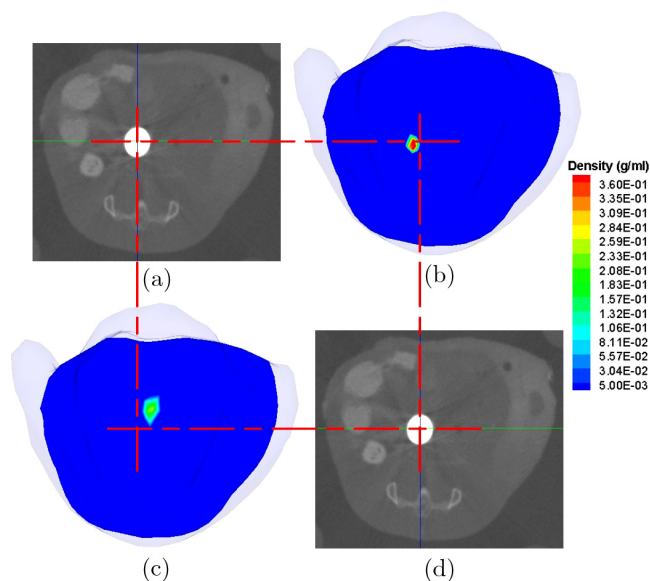 (a)
(b)
Density (g/ml)
3.60E-01
3.35E-01
3.09E-01
2.84E-01
2.59E-01
2.33E-01
2.08E-01
1.83E-01
1.57E-01
1.32E-01
1.06E-01
8.11E-02
5.57E-02
3.04E-02
5.00E-03
(c)
(d)